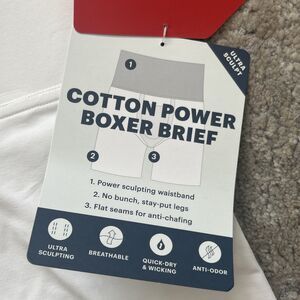 ULTRA
SCULPT
1
COTTON POWER
BOXER BRIEF
2
3
1. Power sculpting waistband
2. No bunch, stay-put legs
3. Flat seams for anti-chafing
ULTRA
SCULPTING
BREATHABLE
QUICK-DRY
& WICKING
ANTI-ODOR